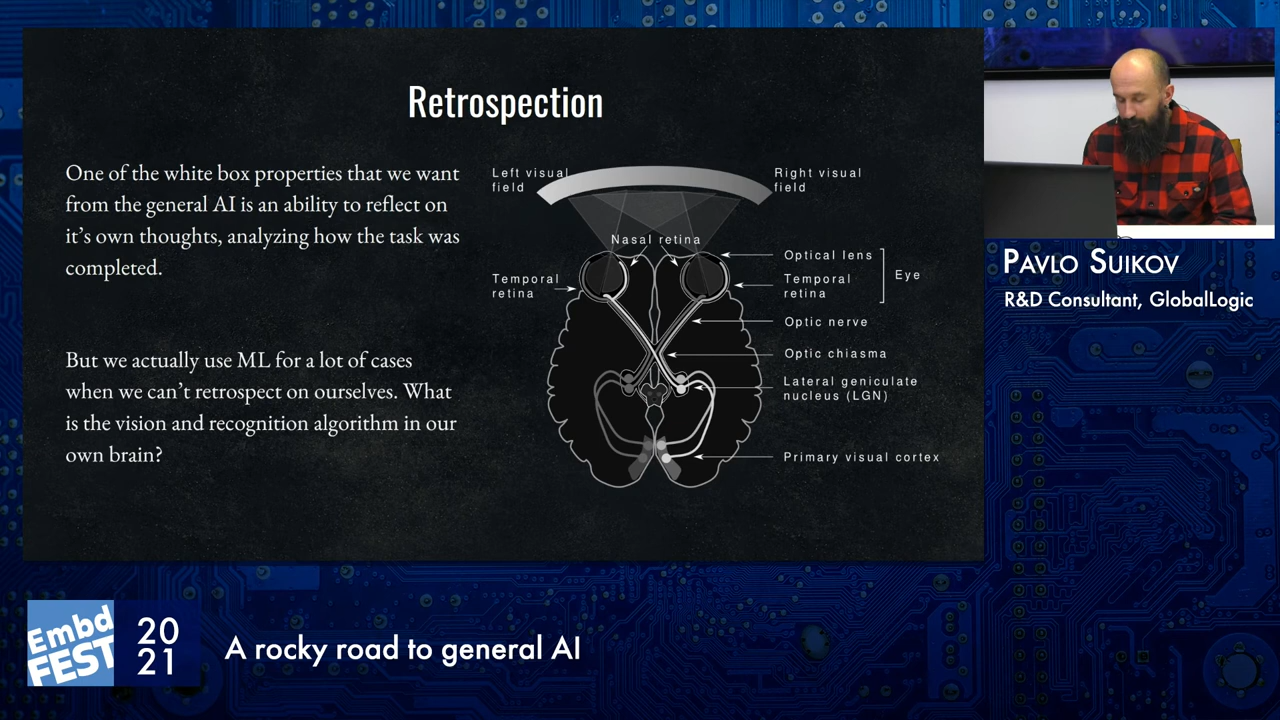 Retrospection
One of the white box properties that we want
from the general AI is an ability to reflect on
it's own thoughts, analyzing how the task was
completed.
But we actually use ML for a lot of cases
when we can't retrospect on ourselves. What
is the vision and recognition algorithm in our
own brain?
Left visual
field
Right visual
field
Nasal retina
Temporal
retina
Optical lens
Temporal
retina
Eye
Optic nerve
Optic chiasma
Lateral geniculate
nucleus (LGN)
Primary visual cortex
Pavlo Suikov
R&D Consultant, GlobalLogic
Embd
FEST
20
21
A rocky road to general AI